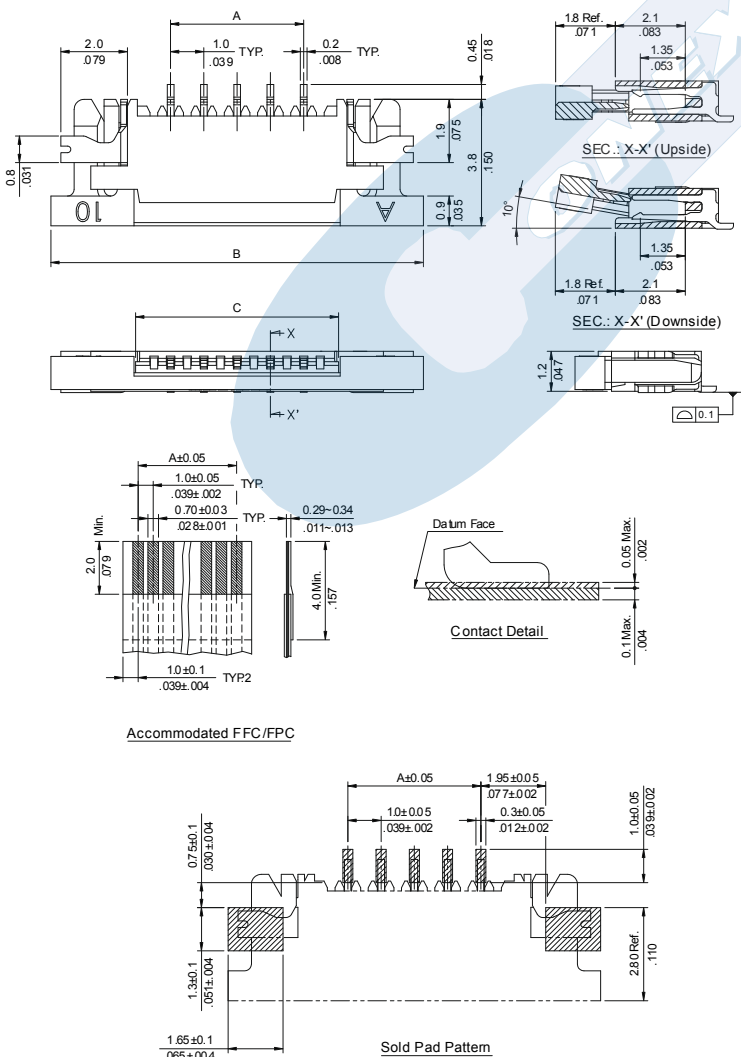 A
2.0
.079
1.0
.039
TYP.
0.2
.008
TYP.
0.45
.018
0.8
.031
1.9
.075
3.8
.150
0.9
.035
10
A
B
1.8 Ref.
.071
2.1
.083
1.35
.053
SEC.: X-X' (Upside)
10°
1.35
.053
1.8 Ref.
.071
2.1
.083
SEC.: X-X' (Downside)
C
X
X'
1.2
.047
0.1
A±0.05
1.0±0.05
.039±.002
TYP.
0.70±0.03
.028±0.001
TYP.
0.29~0.34
.011~.013
2.0 Min.
.079
4.0 Min.
.157
1.0±0.1
.039±.004
TYP.2
Accommodated FFC/FPC
Datum Face
0.05 Max.
.002
0.1 Max.
.004
Contact Detail
A±0.05
1.95±0.05
.077±0.002
1.0±0.05
.039±.002
0.3±0.05
.012±.002
1.0±0.05
.039±.002
0.75±0.1
.030±.004
1.3±0.1
.051±.004
2.80 Ref.
.110
1.65±0.1
.065±.004
Sold Pad Pattern
CONEX